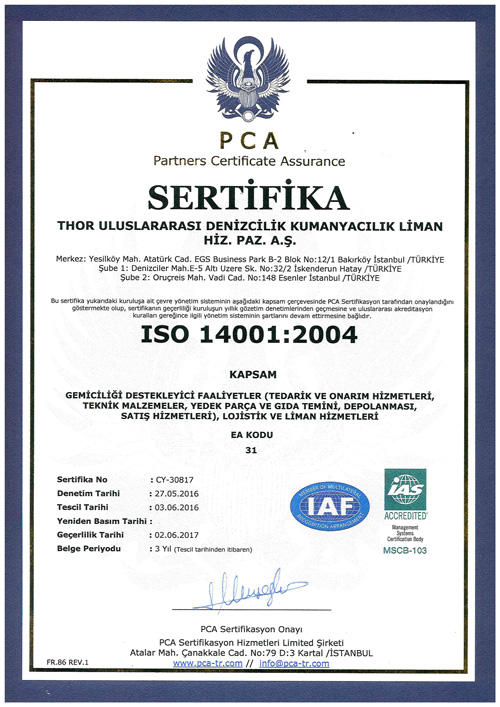 PCA
Partners Certificate Assurance
SERTİFİKA
THOR ULUSLARARASI DENİZCİLİK KUMANYACILIK LİMAN
HİZ. PAZ. A.Ş.
Merkez: Yesilköy Mah. Atatürk Cad. EGS Business Park B-2 Blok No:12/1 Bakırköy İstanbul /TÜRKİYE
Şube 1: Denizciler Mah.E-5 Altı Uzere Sk. No:32/2 İskenderun Hatay /TÜRKİYE
Şube 2: Oruçreis Mah. Vadi Cad. No:148 Esenler İstanbul /TÜRKİYE
Bu sertifika yukarıdaki kuruluşa ait çevre yönetim sisteminin aşağıdaki kapsam çerçevesinde PCA Sertifikasyon tarafından onaylandığını
göstermekte olup, sertifikanın geçerliliği kuruluşun yıllık gözetim denetimlerinden geçmesine ve uluslararası akreditasyon
kuralları gereğince ilgili yönetim sisteminin şartlarını devam ettirmesine bağlıdır.
ISO 14001:2004
KAPSAM
GEMİCİLİĞİ DESTEKLEYİCİ FAALİYETLER (TEDARİK VE ONARIM HİZMETLERİ,
TEKNİK MALZEMELER, YEDEK PARÇA VE GIDA TEMİNİ, DEPOLANMASI,
SATIŞ HİZMETLERİ), LOJİSTİK VE LİMAN HİZMETLERİ
EA KODU
31
Sertifika No : CY-30817
Denetim Tarihi : 27.05.2016
Tescil Tarihi : 03.06.2016
Yeniden Basım Tarihi :
Geçerlilik Tarihi : 02.06.2017
Belge Periyodu : 3 Yıl (Tescil tarihinden itibaren)
MEMBER OF MULTILATERAL
IAF
RECOGNITION ARRANGEMENT
IAS
ACCREDITED
Management
Systems
Certification Body
MSCB-103
PCA Sertifikasyon Onayı
PCA Sertifikasyon Hizmetleri Limited Şirketi
Atalar Mah. Çanakkale Cad. No:79 D:3 Kartal /İSTANBUL
www.pca-tr.com // info@pca-tr.com
FR.86 REV.1